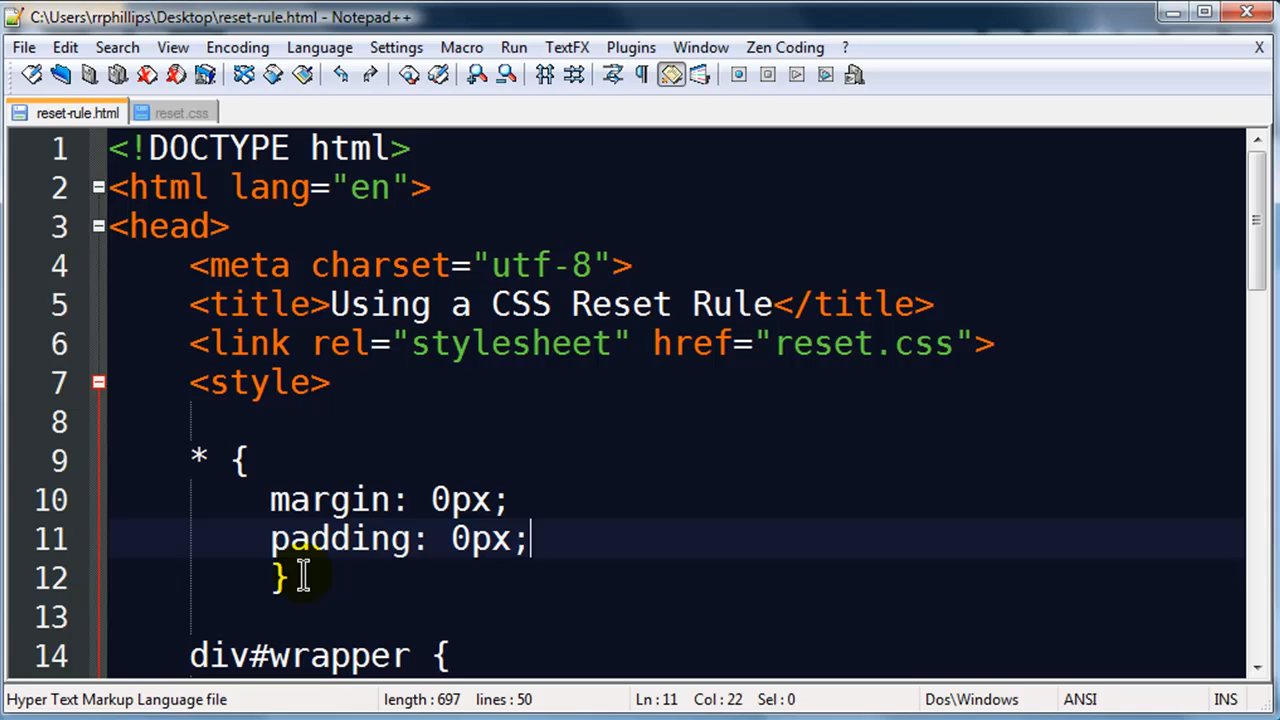 C:\Users\rrphillips\Desktop\reset-rule.html - Notepad++
File Edit Search View Encoding Language Settings Macro Run TextFX Plugins Window Zen Coding ? X
reset-rule.html reset.css
1 <!DOCTYPE html>
2 <html lang="en">
3 <head>
4 <meta charset="utf-8">
5 <title>Using a CSS Reset Rule</title>
6 <link rel="stylesheet" href="reset.css">
7 <style>
8
9 * {
10 margin: 0px;
11 padding: 0px;
12 }
13
14 div#wrapper {
Hyper Text Markup Language file length : 697 lines : 50 Ln : 11 Col : 22 Sel : 0 Dos\Windows ANSI INS